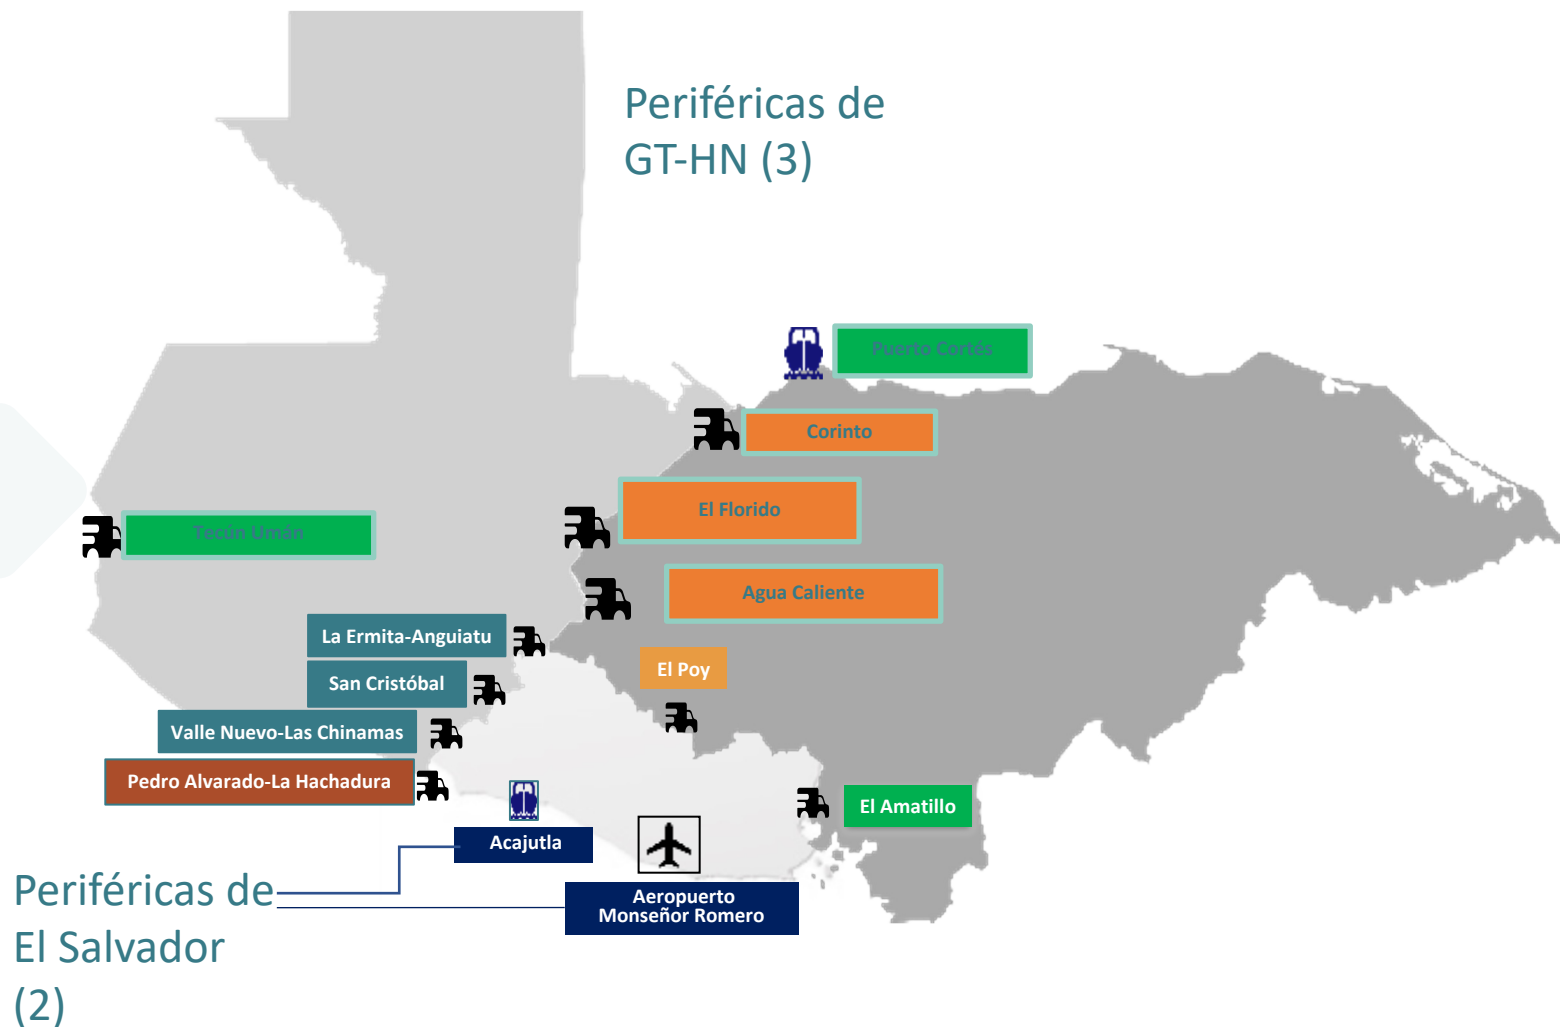 Periféricas de
GT-HN (3)
Puerto Cortés
Corinto
El Florido
Tecún Umán
Agua Caliente
La Ermita-Anguiatu
El Poy
San Cristóbal
Valle Nuevo-Las Chinamas
Pedro Alvarado-La Hachadura
El Amatillo
Acajutla
Periféricas de
El Salvador
(2)
Aeropuerto
Monseñor Romero